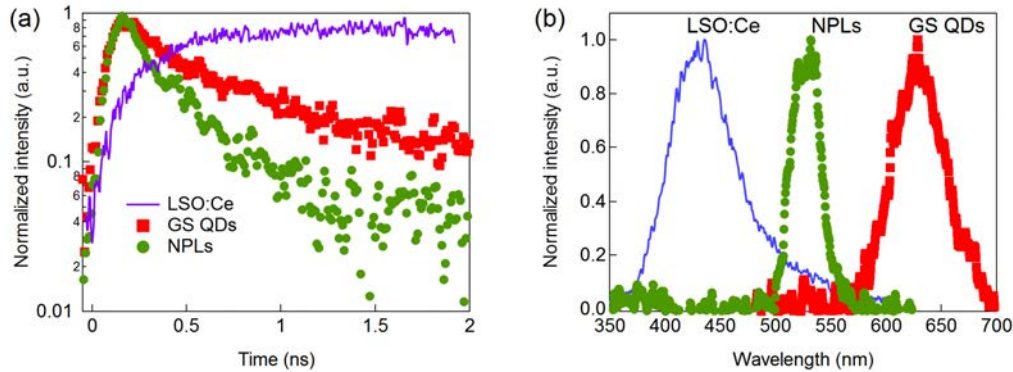 (a)
Normalized intensity (a.u.)
1
8
6
4
2
0.1
8
6
4
2
0.01
LSO:Ce
GS QDs
NPLs
0
0.5
1
1.5
2
Time (ns)
(b)
Normalized intensity (a.u.)
1.0
0.8
0.6
0.4
0.2
0.0
LSO:Ce NPLs GS QDs
350 400 450 500 550 600 650 700
Wavelength (nm)